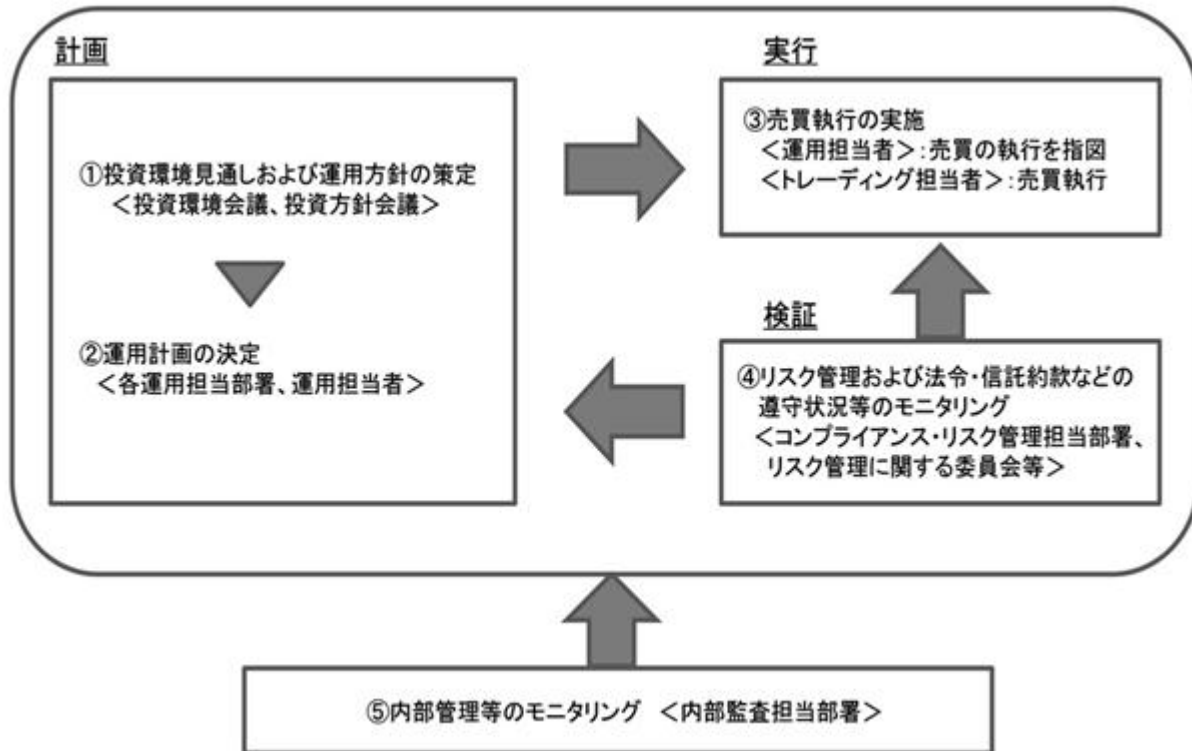 計画
①投資環境見通しおよび運用方針の策定
＜投資環境会議、投資方針会議＞
②運用計画の決定
＜各運用担当部署、運用担当者＞
実行
③売買執行の実施
＜運用担当者＞：売買の執行を指図
＜トレーディング担当者＞：売買執行
検証
④リスク管理および法令・信託約款などの
遵守状況等のモニタリング
＜コンプライアンス・リスク管理担当部署、
リスク管理に関する委員会等＞
⑤内部管理等のモニタリング ＜内部監査担当部署＞